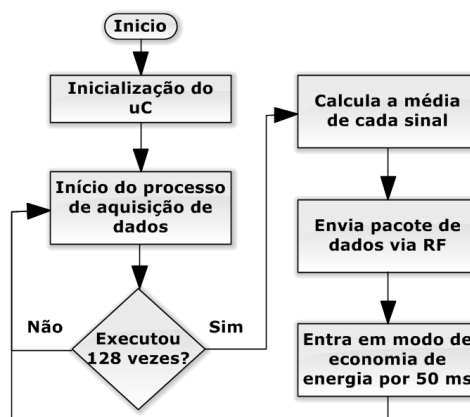 Inicio
Inicialização do
uC
Início do processo
de aquisição de
dados
Executou
128 vezes?
Não
Sim
Calcula a média
de cada sinal
Envia pacote de
dados via RF
Entra em modo de
economia de
energia por 50 ms